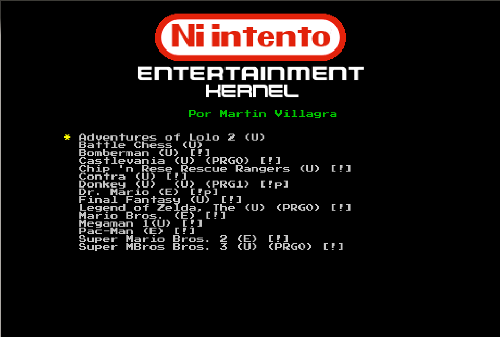 Ni intento
ENTERTAINMENT
KERNEL
Por Martin Villagra
* Adventures of Lolo 2 (U)
Battle Chess (U)
Bomberman (U) [!]
Castlevania (U) (PRG0) [!]
Chip 'n Rese Rescue Rangers (U) [!]
Contra (U) [!]
Donkey (U) (U) (PRG1) [!p]
Dr. Mario (E) [!p]
Final Fantasy (U) [!]
Legend of Zelda, The (U) (PRG0) [!]
Mario Bros. (E) [!]
Megaman 1(U) [!]
Pac-Man (E) [!]
Super Mario Bros. 2 (E) [!]
Super MBros Bros. 3 (U) (PRG0) [!]